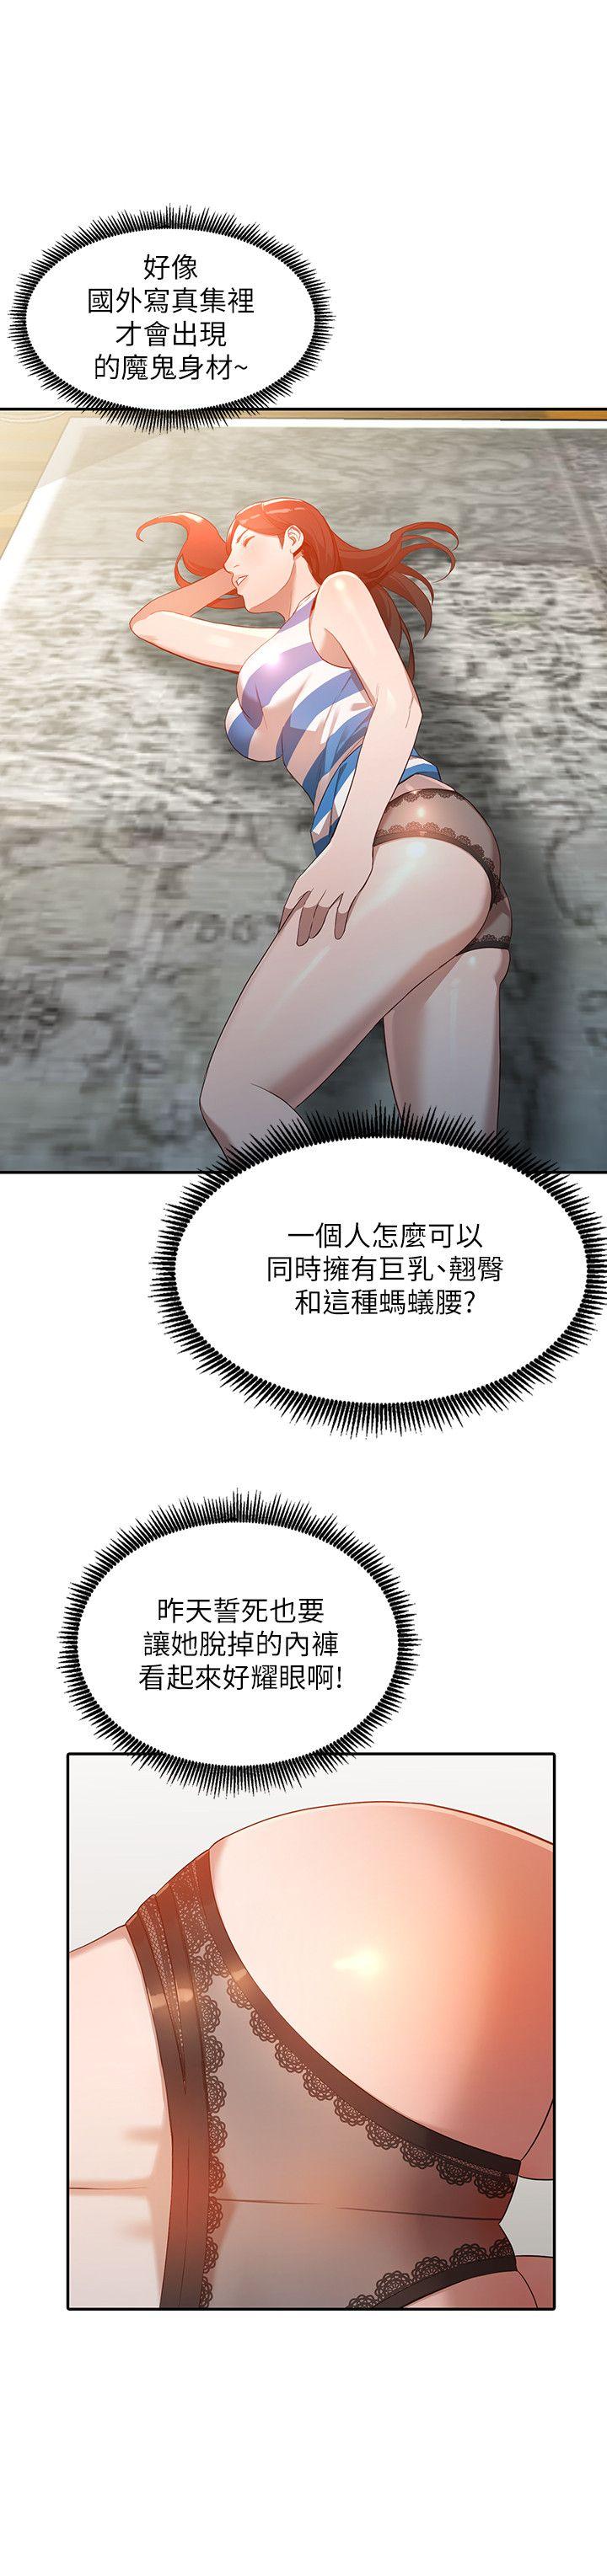 好像
國外寫真集裡
才會出現
的魔鬼身材~
一個人怎麼可以
同時擁有巨乳、翹臀
和這種螞蟻腰?
昨天誓死也要
讓她脫掉的內褲
看起來好耀眼啊!